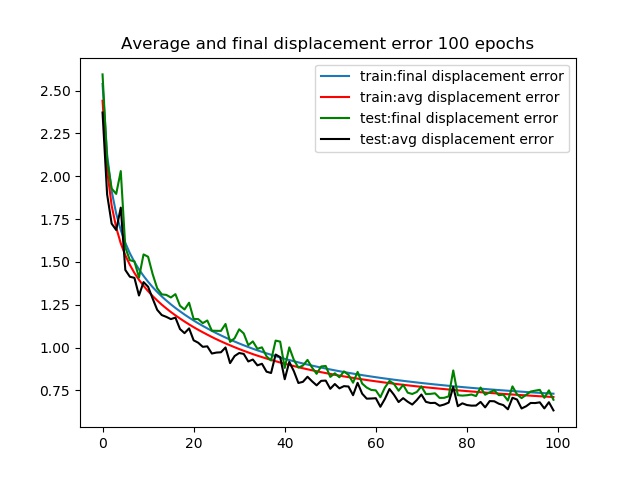 Average and final displacement error 100 epochs
train:final displacement error
train:avg displacement error
test:final displacement error
test:avg displacement error
2.50
2.25
2.00
1.75
1.50
1.25
1.00
0.75
0 20 40 60 80 100